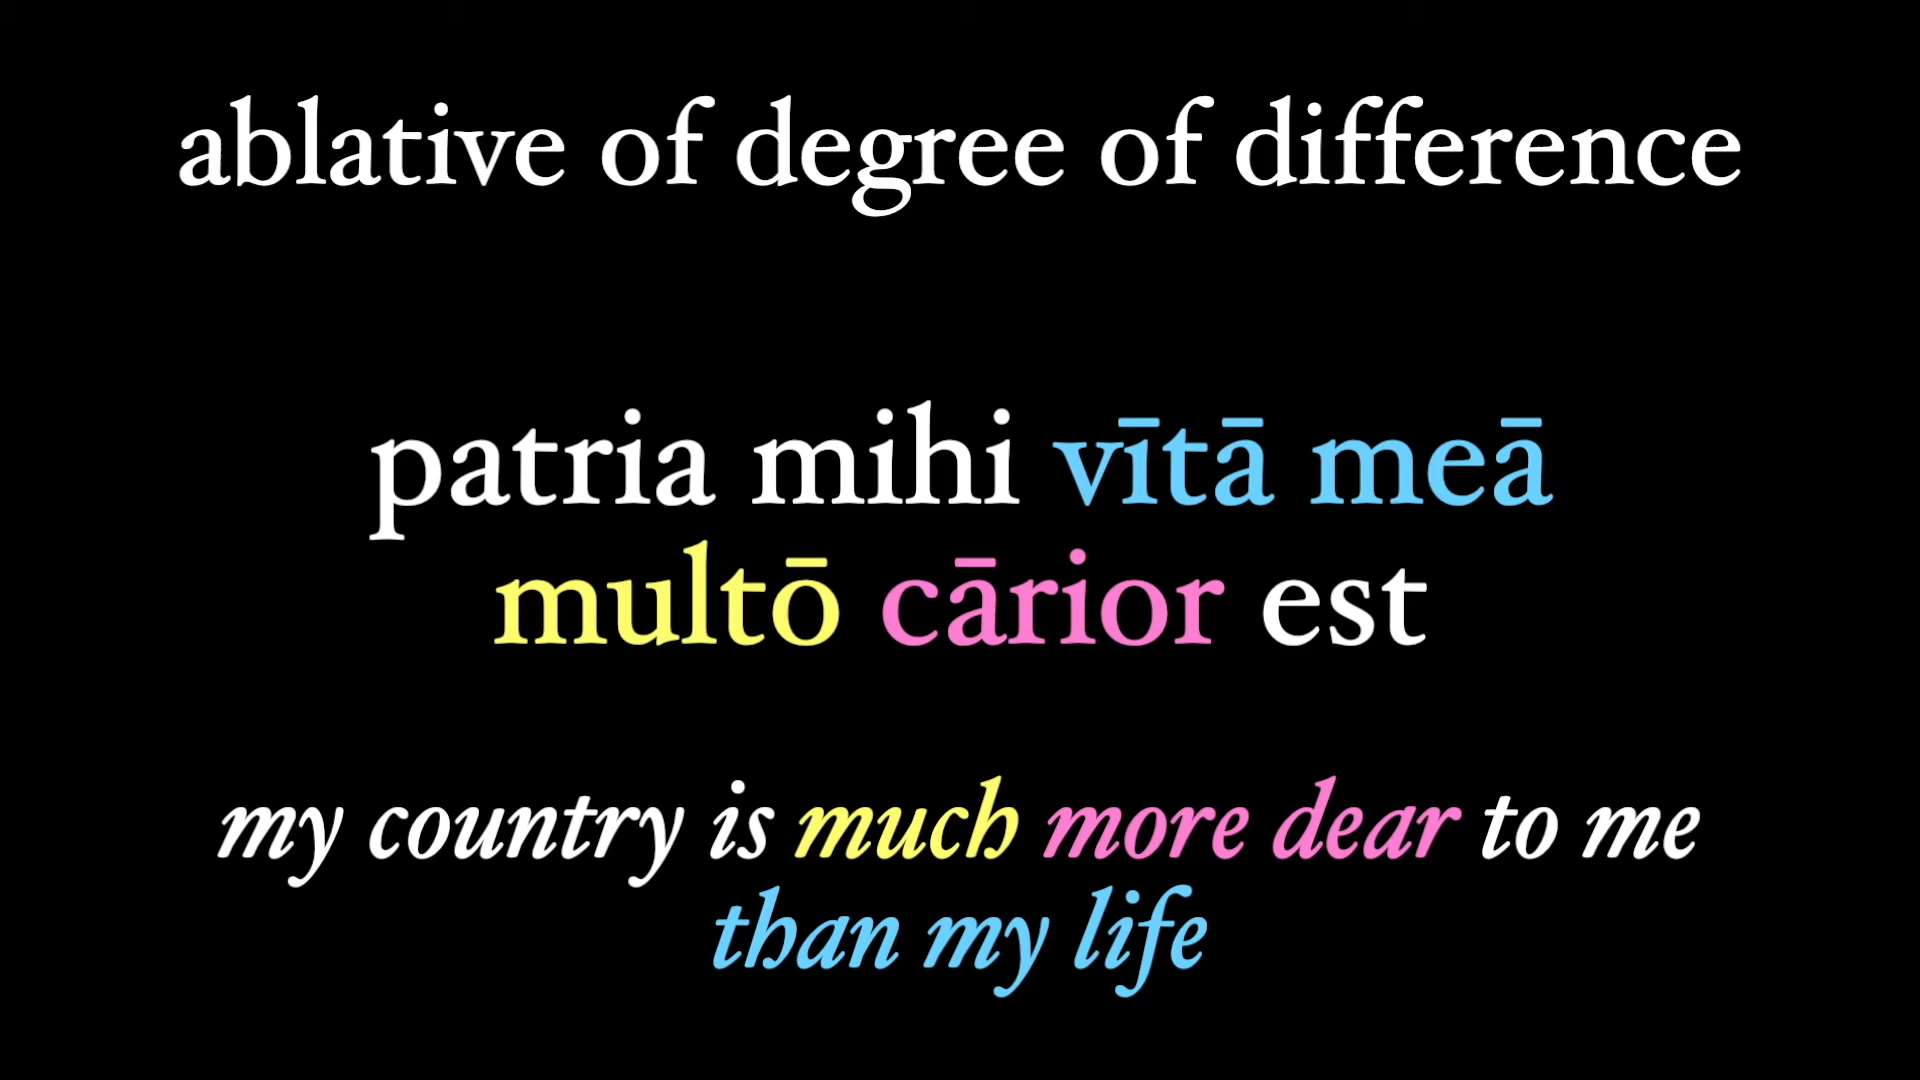 ablative of degree of difference
patria mihi vītā meā
multō cārior est
my country is much more dear to me
than my life